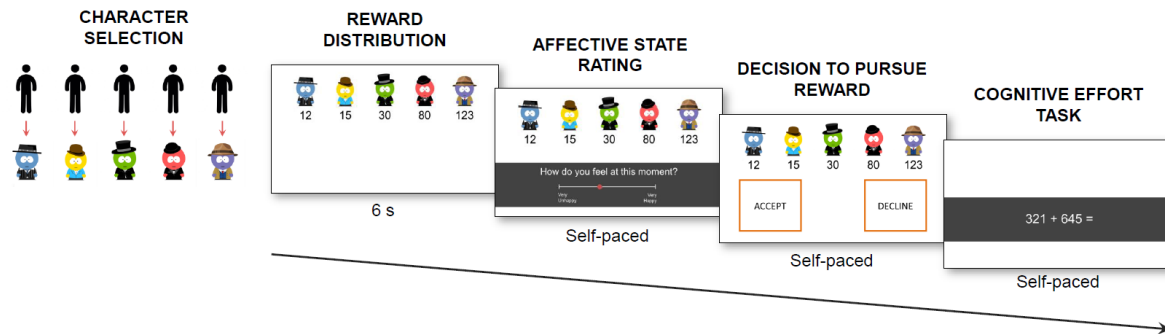 CHARACTER
SELECTION
REWARD
DISTRIBUTION
12 15 30 80 123
6 s
AFFECTIVE STATE
RATING
12 15 30 80 123
How do you feel at this moment?
Very
Unhappy
Very
Happy
Self-paced
DECISION TO PURSUE
REWARD
12 15 30 80 123
ACCEPT
DECLINE
Self-paced
COGNITIVE EFFORT
TASK
321 + 645 =
Self-paced